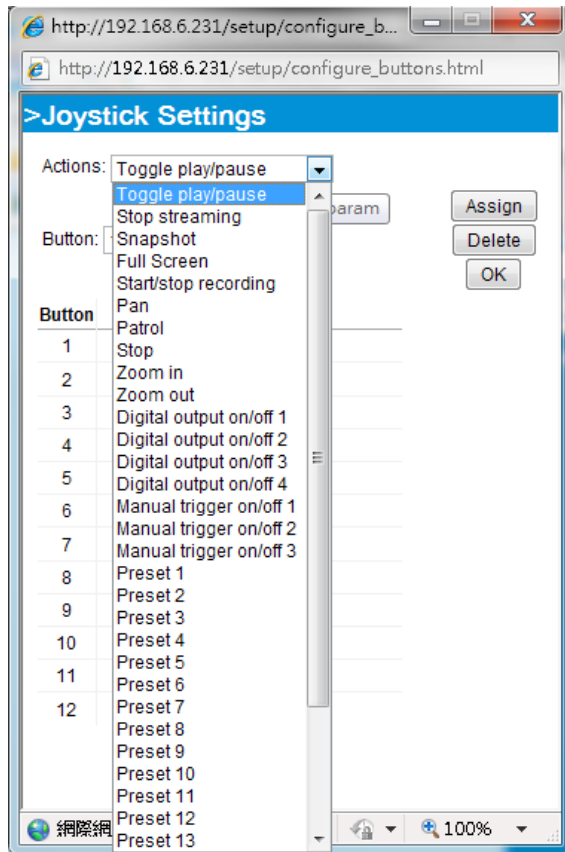 http://192.168.6.231/setup/configure_b...
http://192.168.6.231/setup/configure_buttons.html
>Joystick Settings
Actions: Toggle play/pause
Toggle play/pause
Stop streaming
param
Assign
Button:
Snapshot
Delete
Full Screen
OK
Start/stop recording
Button
Pan
Patrol
1
Stop
2
Zoom in
Zoom out
3
Digital output on/off 1
4
Digital output on/off 2
Digital output on/off 3
5
Digital output on/off 4
6
Manual trigger on/off 1
Manual trigger on/off 2
7
Manual trigger on/off 3
8
Preset 1
Preset 2
9
Preset 3
10
Preset 4
Preset 5
11
Preset 6
12
Preset 7
Preset 8
Preset 9
Preset 10
Preset 11
Preset 12
Preset 13
網際網
100%